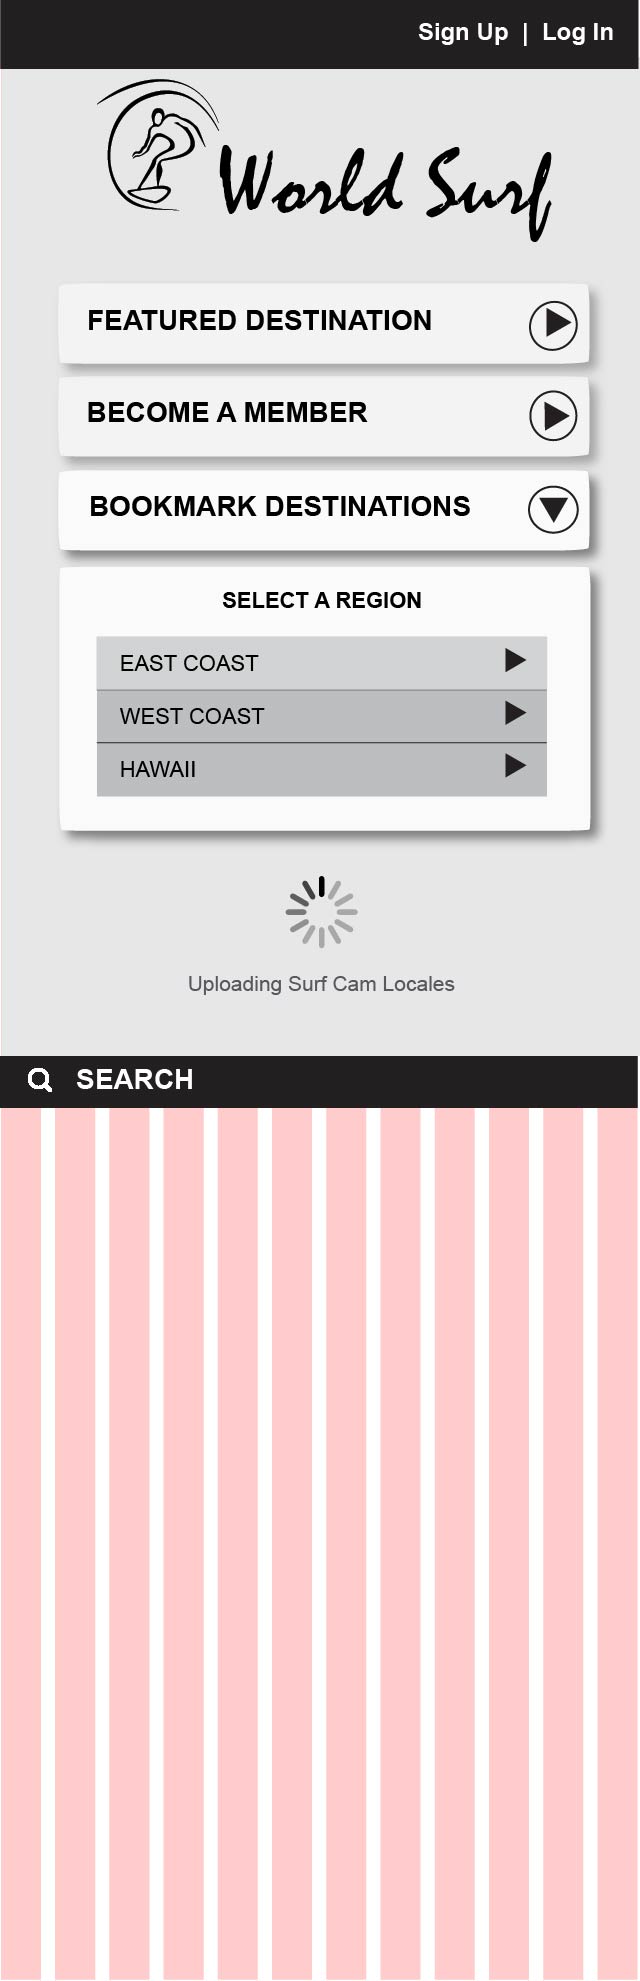 Sign Up | Log In
World Surf
FEATURED DESTINATION
BECOME A MEMBER
BOOKMARK DESTINATIONS
SELECT A REGION
EAST COAST
WEST COAST
HAWAII
Uploading Surf Cam Locales
SEARCH